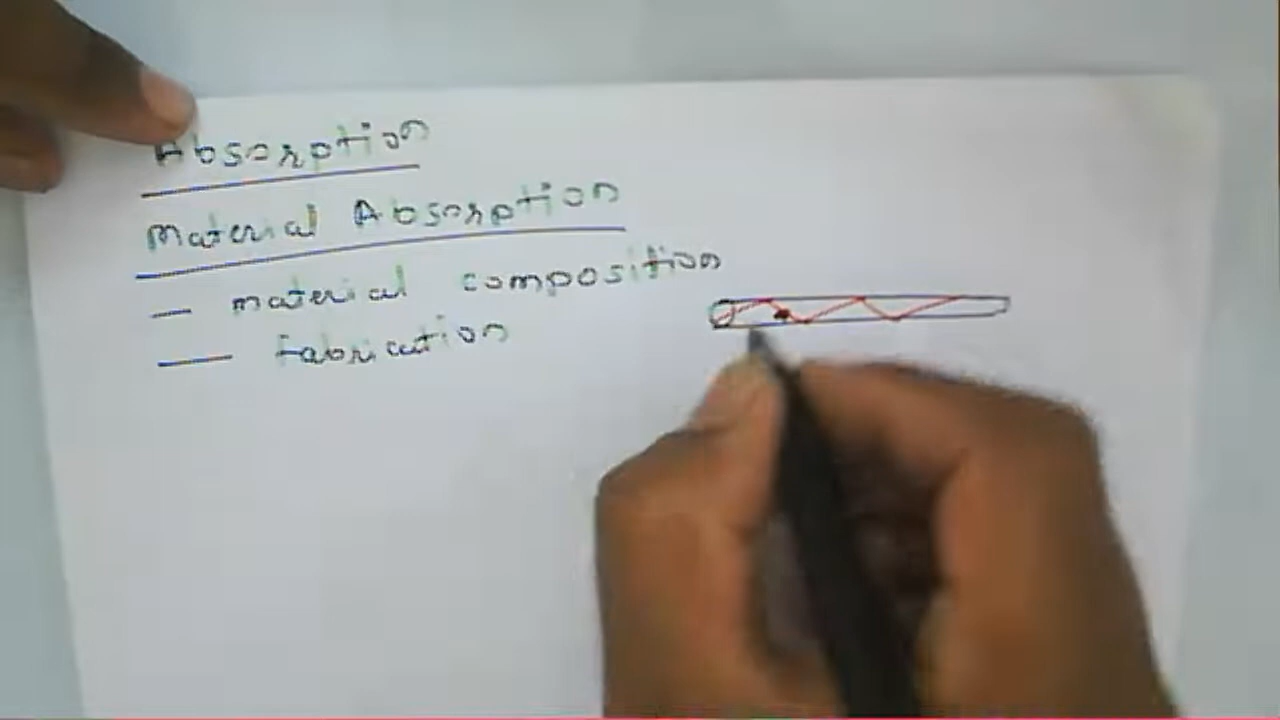 Absorption
Material Absorption
— material composition
— fabrication